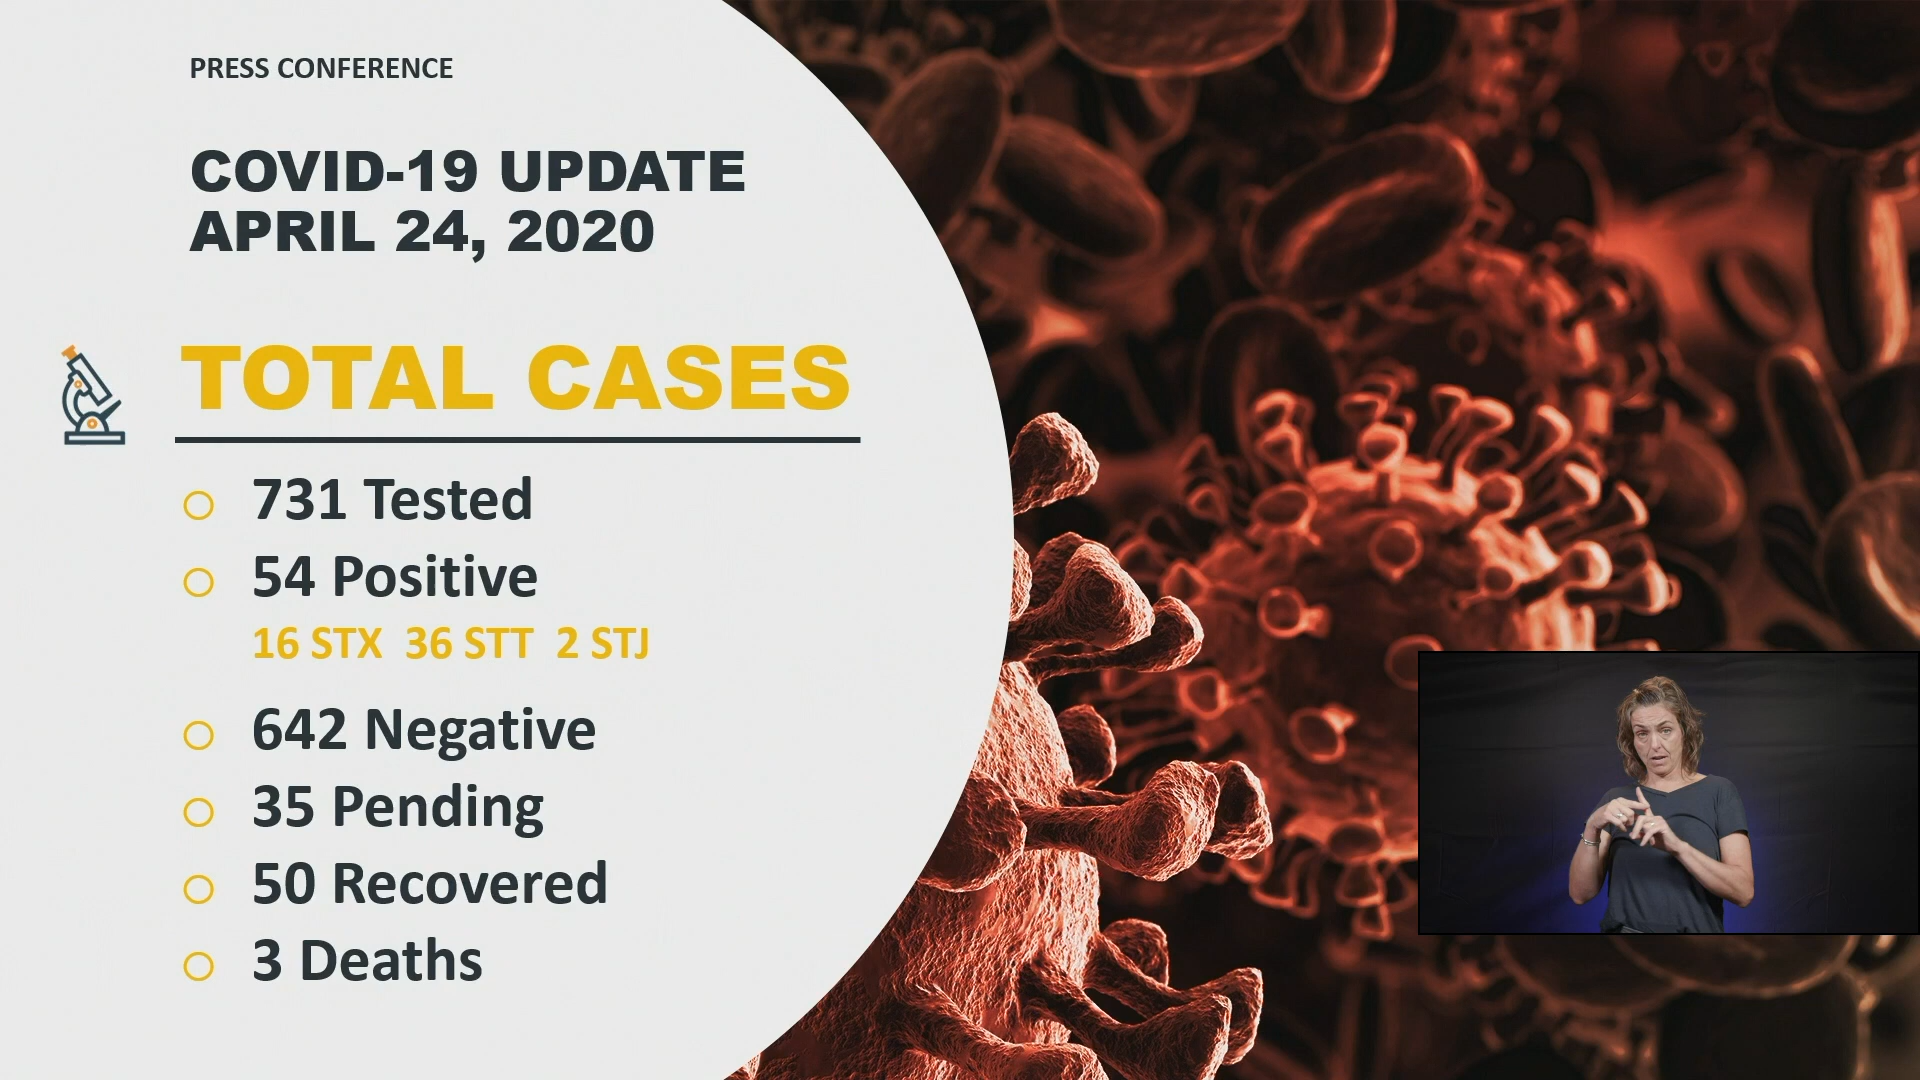 PRESS CONFERENCE
COVID-19 UPDATE
APRIL 24, 2020
TOTAL CASES
731 Tested
54 Positive
16 STX 36 STT 2 STJ
642 Negative
35 Pending
50 Recovered
3 Deaths